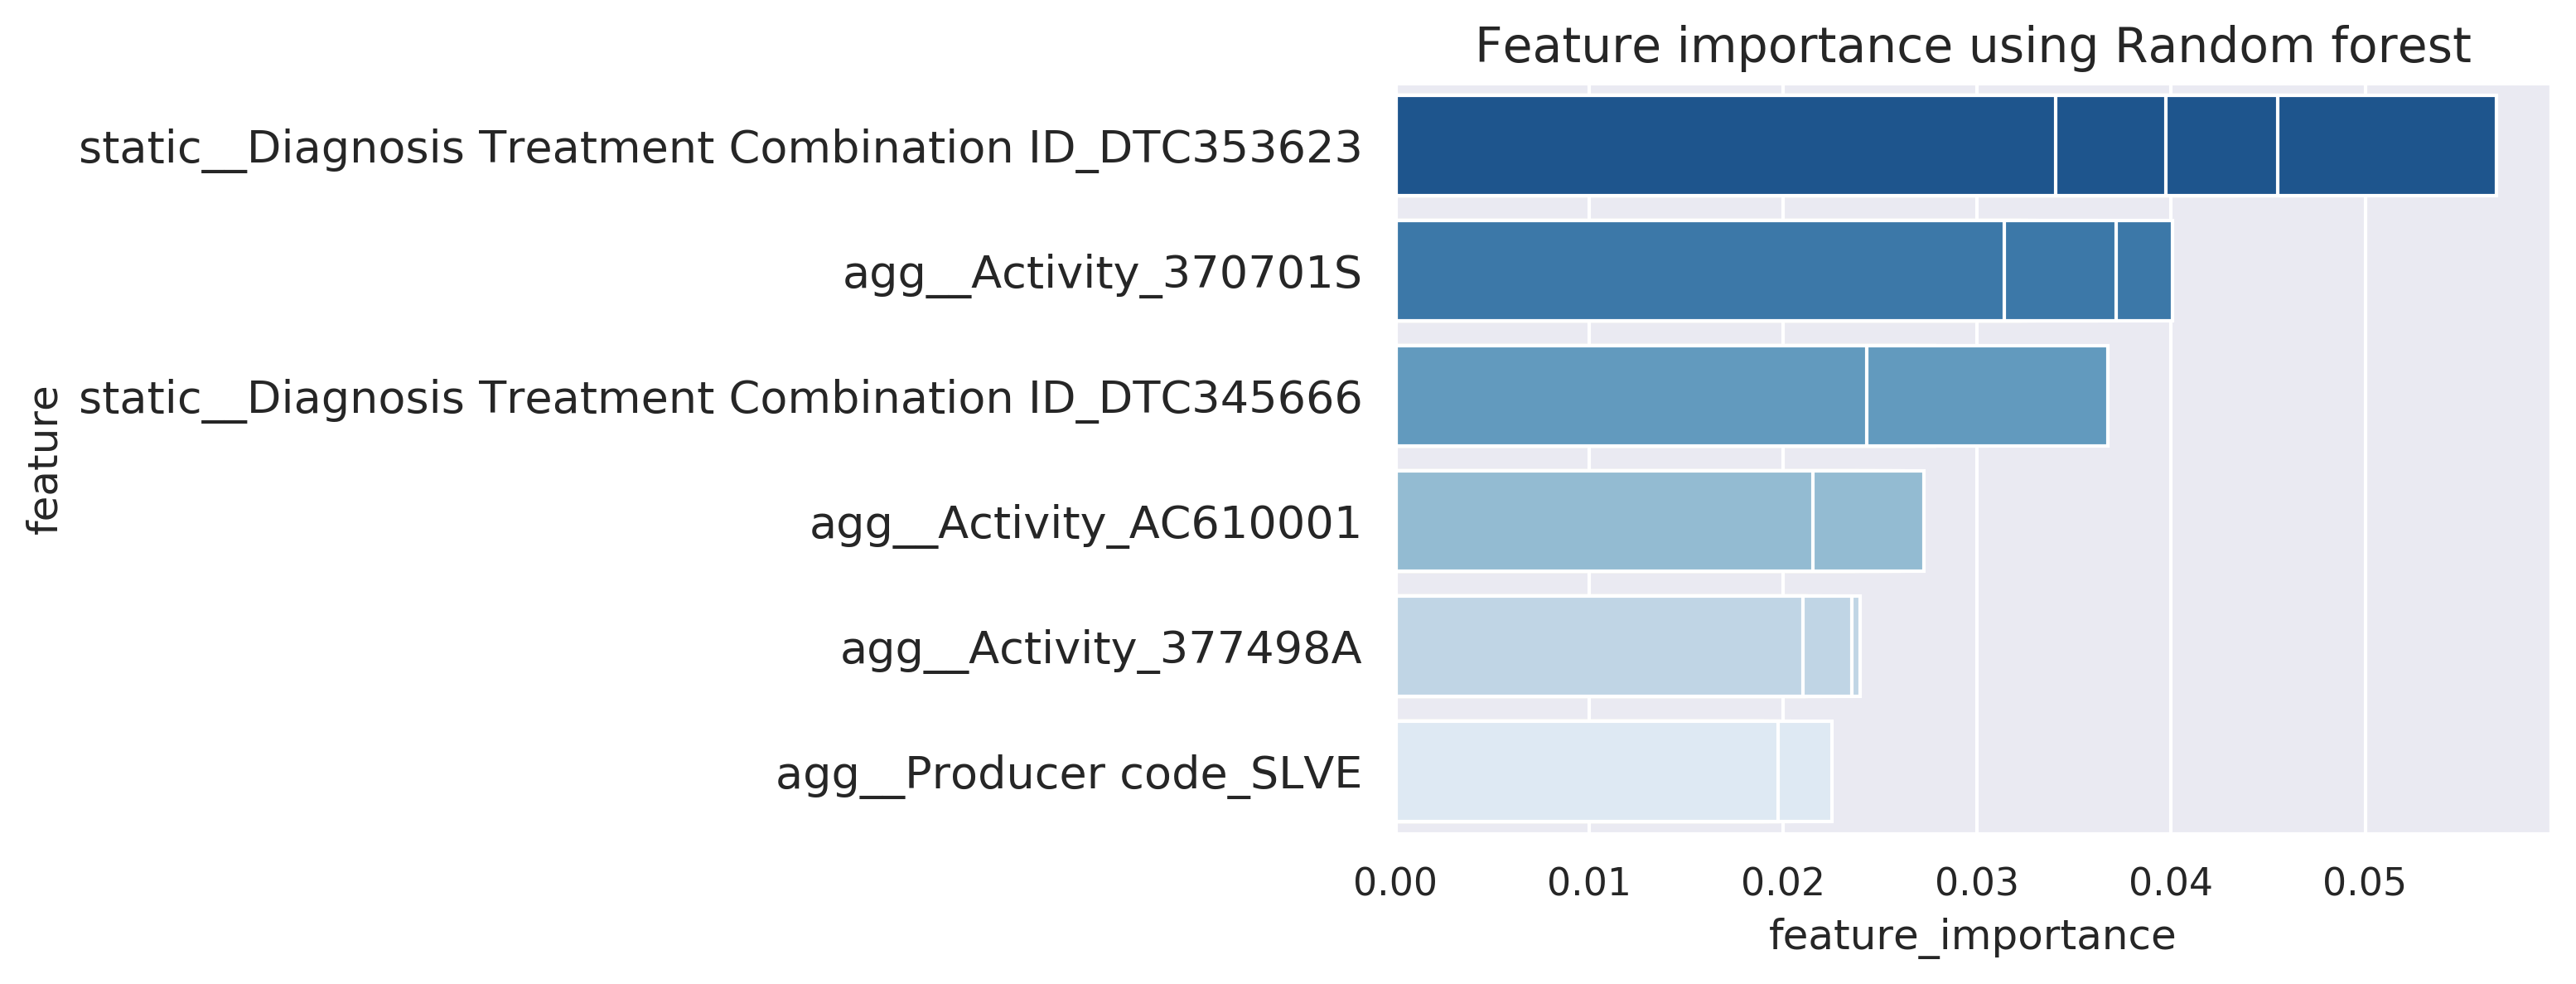 Feature importance using Random forest
static__Diagnosis Treatment Combination ID_DTC353623
agg__Activity_370701S
static__Diagnosis Treatment Combination ID_DTC345666
agg__Activity_AC610001
agg__Activity_377498A
agg__Producer code_SLVE
feature
0.00 0.01 0.02 0.03 0.04 0.05
feature_importance